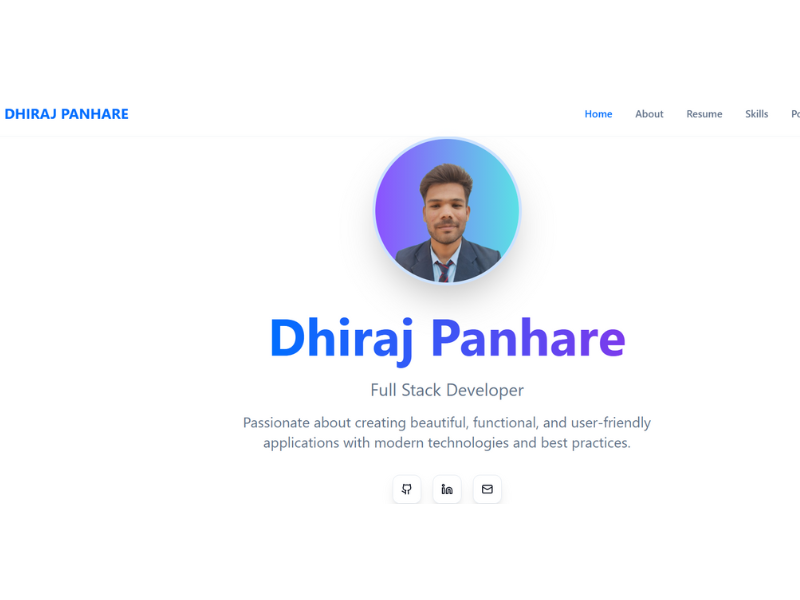 DHIRAJ PANHARE
Home About Resume Skills
Dhiraj Panhare
Full Stack Developer
Passionate about creating beautiful, functional, and user-friendly
applications with modern technologies and best practices.
in